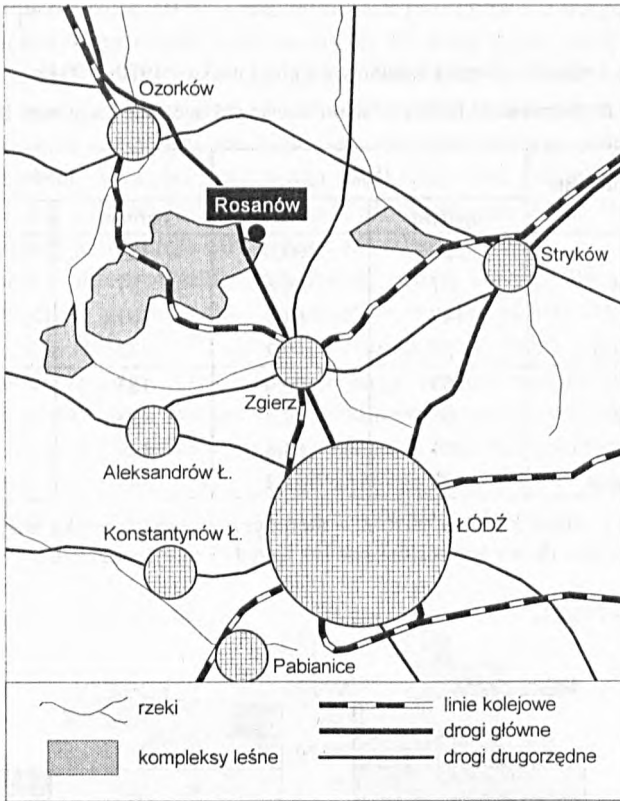 Ozorków
Rosanów
Stryków
Zgierz
Aleksandrów Ł.
ŁÓDŹ
Konstantynów Ł.
Pabianice
rzeki
kompleksy leśne
linie kolejowe
drogi główne
drogi drugorzędne